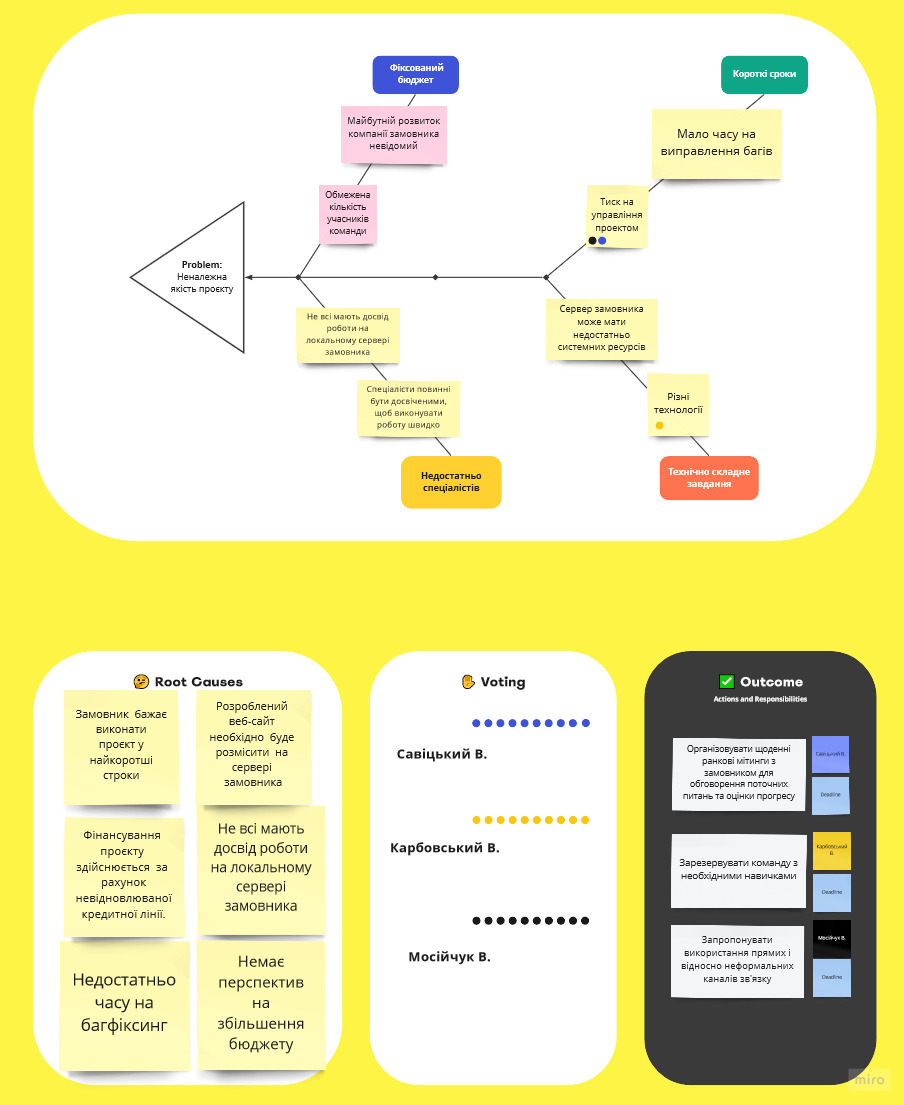 Фіксований
бюджет
Короткі сроки
Майбутній розвиток
компанії замовника
невідомий
Мало часу на
виправлення багів
Обмежена
кількість
учасників
команди
Тиск на
управління
проектом
Problem:
Неналежна
якість проєкту
Не всі мають досвід
роботи на
локальному сервері
замовника
Сервер замовника
може мати
недостатньо
системних ресурсів
Спеціалісти повинні
бути досвіченими,
щоб виконувати
роботу швидко
Різні
технології
Недостатньо
спеціалістів
Технічно складне
завдання
Root Causes
Замовник бажає
виконати
проєкт у
найкоротші
строки
Розроблений
веб-сайт
необхідно буде
розмісити на
сервері
замовника
Фінансування
проєкту
здійснюється за
рахунок
невідновлюваної
кредитної лінії.
Не всі мають
досвід роботи
на локальному
сервері
замовника
Недостатньо
часу на
багфіксинг
Немає
перспектив
на
збільшення
бюджету
Voting
Савіцький В.
Карбовський В.
Мосійчук В.
Outcome
Actions and Responsibilities
Організовувати щоденні
ранкові мітинги з
замовником для
обговорення поточних
питань та оцінки прогресу
Савіцький В.
Deadline
Зарезервувати команду з
необхідними навичками
Карбовський
В.
Deadline
Запропонувати
використання прямих і
відносно неформальних
каналів зв'язку
Мосійчук В.
Deadline
miro